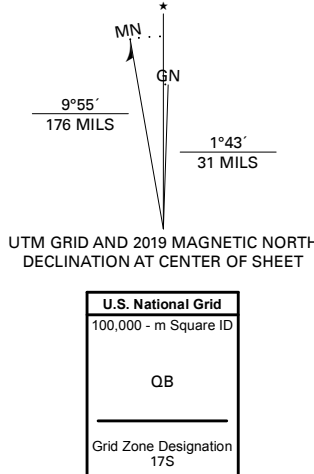 ★
MN
GN
9°55´
176 MILS
1°43´
31 MILS
UTM GRID AND 2019 MAGNETIC NORTH
DECLINATION AT CENTER OF SHEET
U.S. National Grid
100,000 - m Square ID
QB
Grid Zone Designation
17S